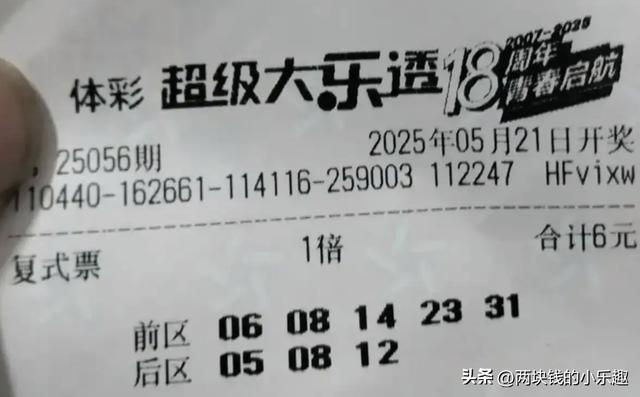 体彩 超级大乐透 18 2007-2025 周年 青春启航
25056期 2025年05月21日开奖
110440-162661-114116-259003 112247 HFvixw
复式票 1倍 合计6元
前区 06 08 14 23 31
后区 05 08 12
头条 @两块钱的小乐趣